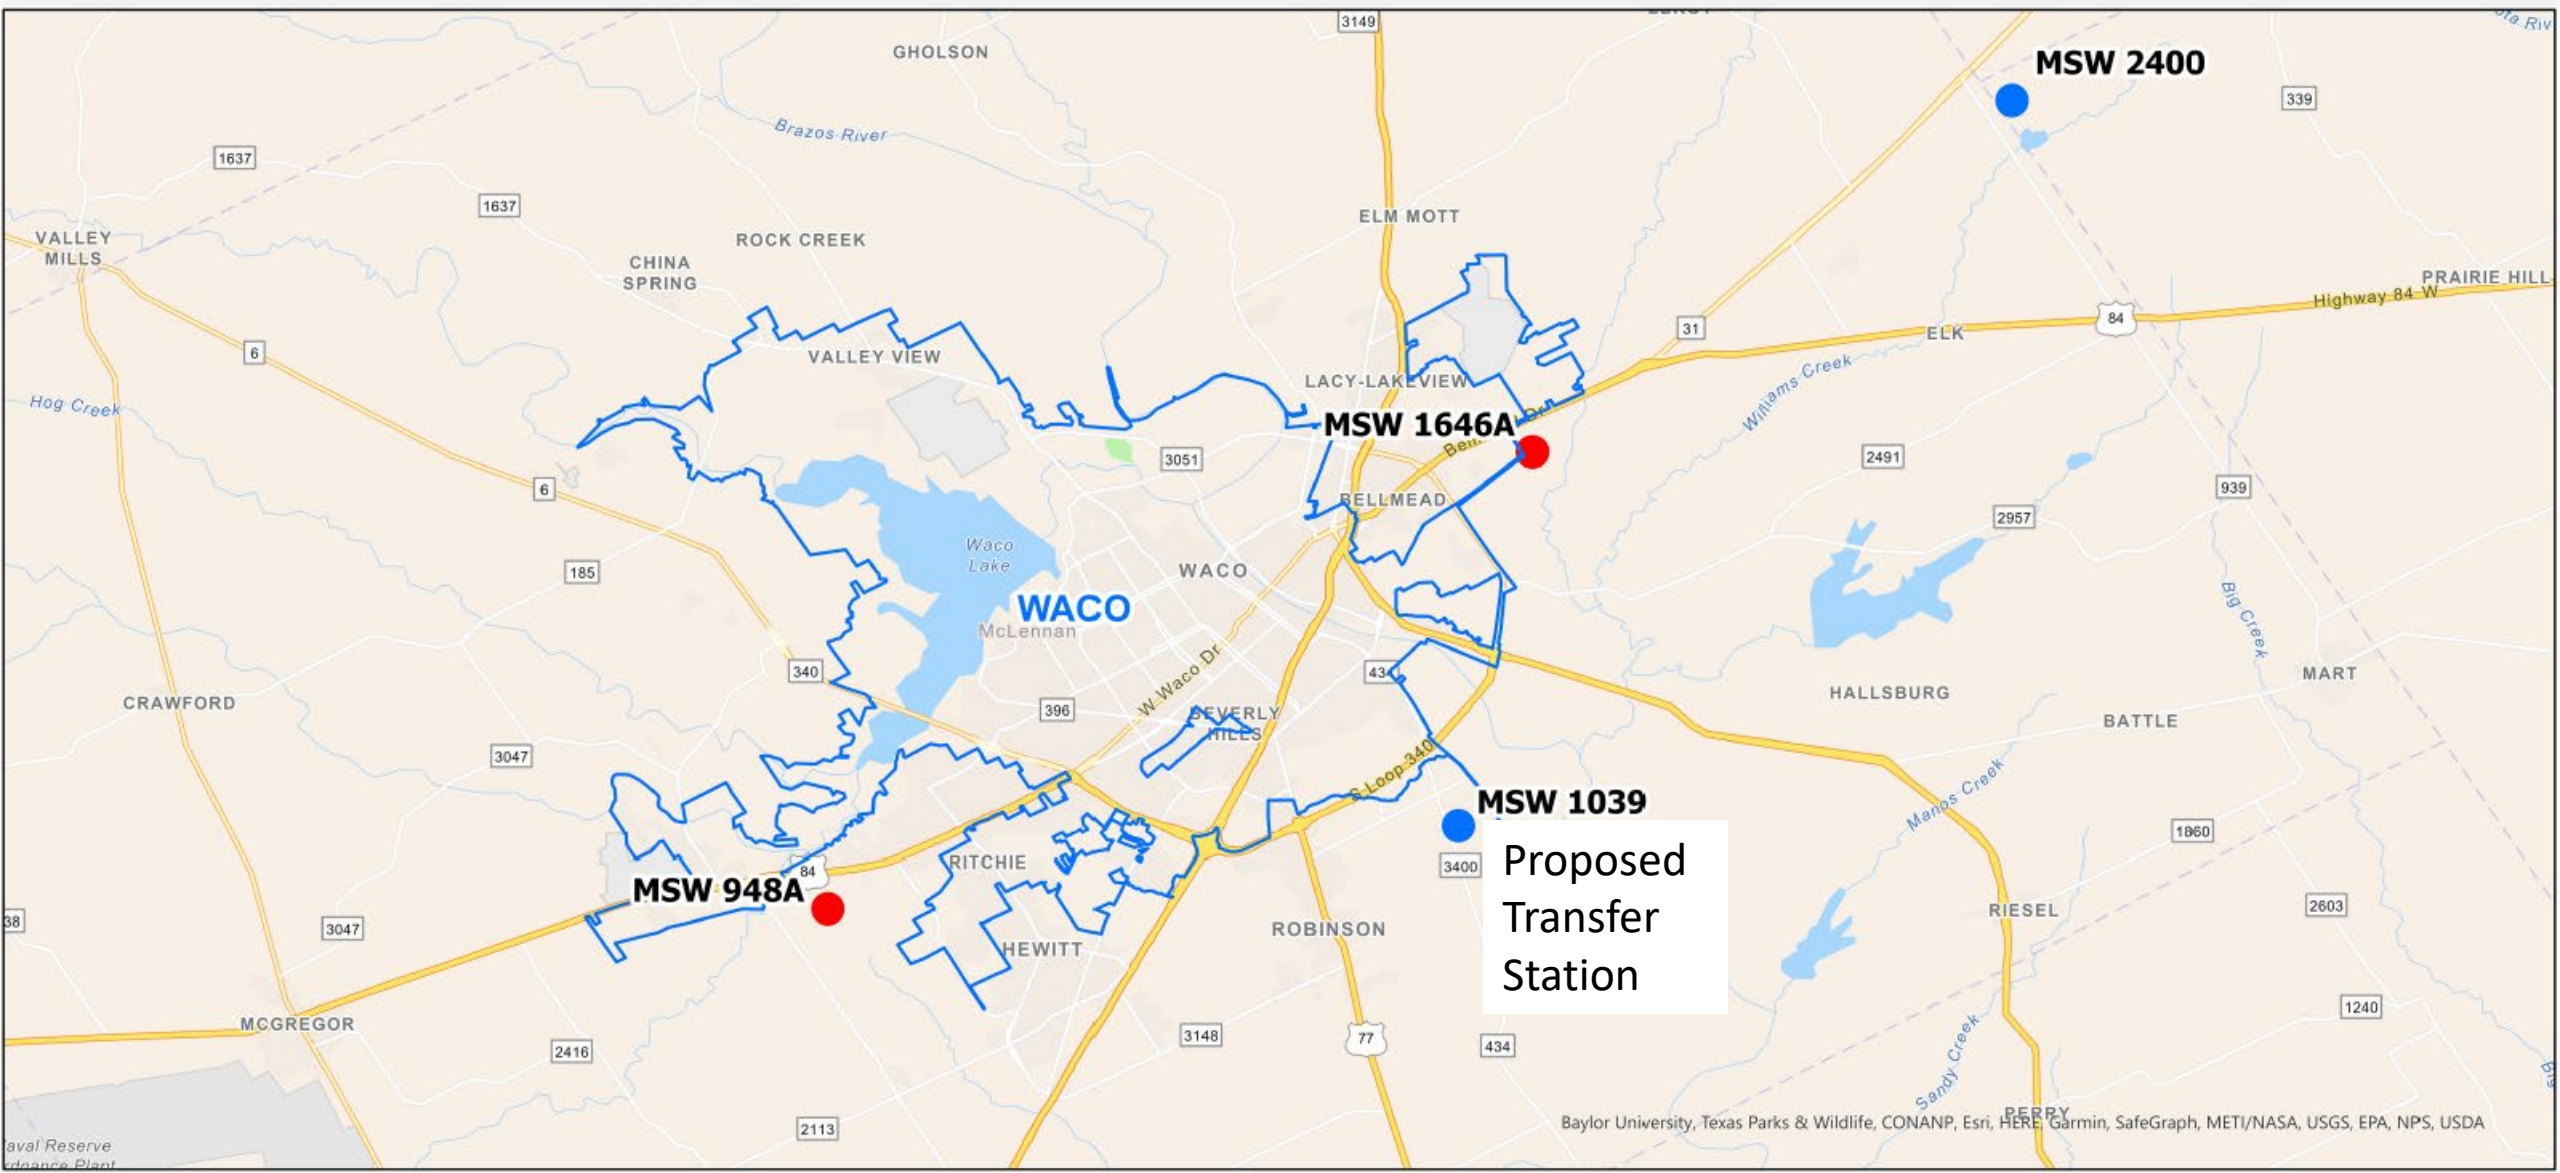 3149
GHOLSON
MSW 2400
339
Brazos River
1637
1637
ELM MOTT
VALLEY
MILLS
ROCK CREEK
CHINA
SPRING
PRAIRIE HILL
Highway 84 W
84
31
ELK
6
VALLEY VIEW
LACY-LAKEVIEW
Williams Creek
Hog Creek
MSW 1646A
Dr
3051
2491
6
939
BELLMEAD
2957
Waco
Lake
185
WACO
WACO
McLennan
Big Creek
340
434
W Waco Dr
MART
CRAWFORD
396
HALLSBURG
BEVERLY
HILLS
BATTLE
3047
S Loop 340
Manos Creek
MSW 1039
1860
Proposed
Transfer
Station
3400
RITCHIE
84
MSW 948A
38
3047
2603
RIESEL
ROBINSON
HEWITT
1240
MCGREGOR
3148
77
434
2416
Sandy Creek
2113
PERRY
Baylor University, Texas Parks & Wildlife, CONANP, Esri, HERE, Garmin, SafeGraph, METI/NASA, USGS, EPA, NPS, USDA
aval Reserve